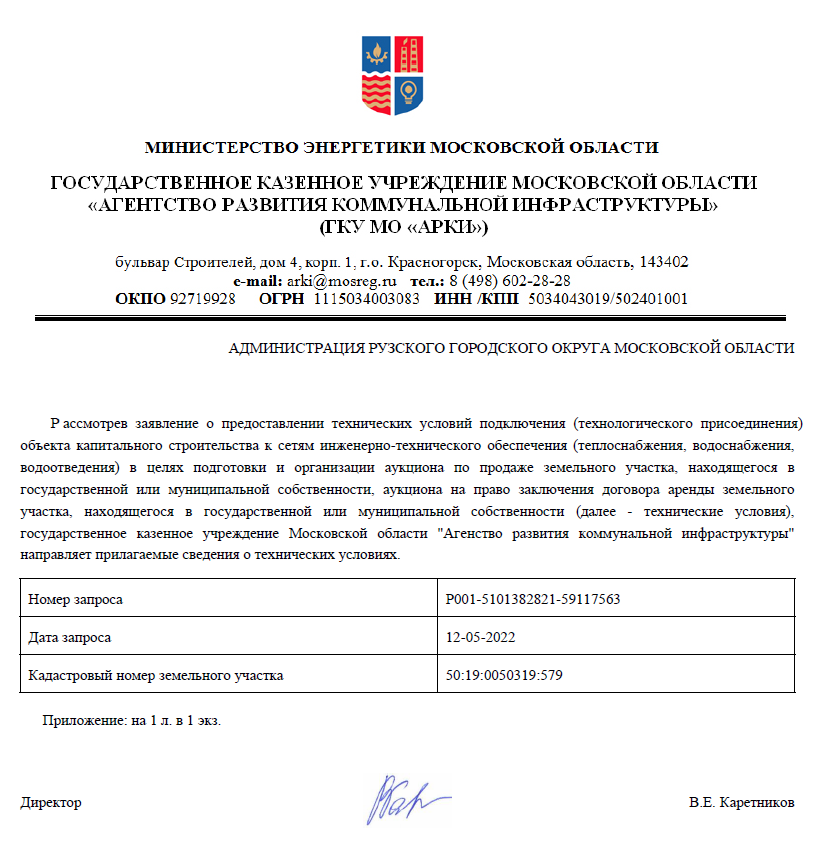 МИНИСТЕРСТВО ЭНЕРГЕТИКИ МОСКОВСКОЙ ОБЛАСТИ
ГОСУДАРСТВЕННОЕ КАЗЕННОЕ УЧРЕЖДЕНИЕ МОСКОВСКОЙ ОБЛАСТИ
«АГЕНТСТВО РАЗВИТИЯ КОММУНАЛЬНОЙ ИНФРАСТРУКТУРЫ»
(ГКУ МО «АРКИ»)
бульвар Строителей, дом 4, корп. 1, г.о. Красногорск, Московская область, 143402
e-mail: arki@mosreg.ru тел.: 8 (498) 602-28-28
ОКПО 92719928 ОГРН 1115034003083 ИНН /КПП 5034043019/502401001
АДМИНИСТРАЦИЯ РУЗСКОГО ГОРОДСКОГО ОКРУГА МОСКОВСКОЙ ОБЛАСТИ
Р ассмотрев заявление о предоставлении технических условий подключения (технологического присоединения)
объекта капитального строительства к сетям инженерно-технического обеспечения (теплоснабжения, водоснабжения,
водоотведения) в целях подготовки и организации аукциона по продаже земельного участка, находящегося в
государственной или муниципальной собственности, аукциона на право заключения договора аренды земельного
участка, находящегося в государственной или муниципальной собственности (далее - технические условия),
государственное казенное учреждение Московской области "Агенство развития коммунальной инфраструктуры"
направляет прилагаемые сведения о технических условиях.
Номер запроса P001-5101382821-59117563
Дата запроса 12-05-2022
Кадастровый номер земельного участка 50:19:0050319:579
Приложение: на 1 л. в 1 экз.
Директор В.Е. Каретников